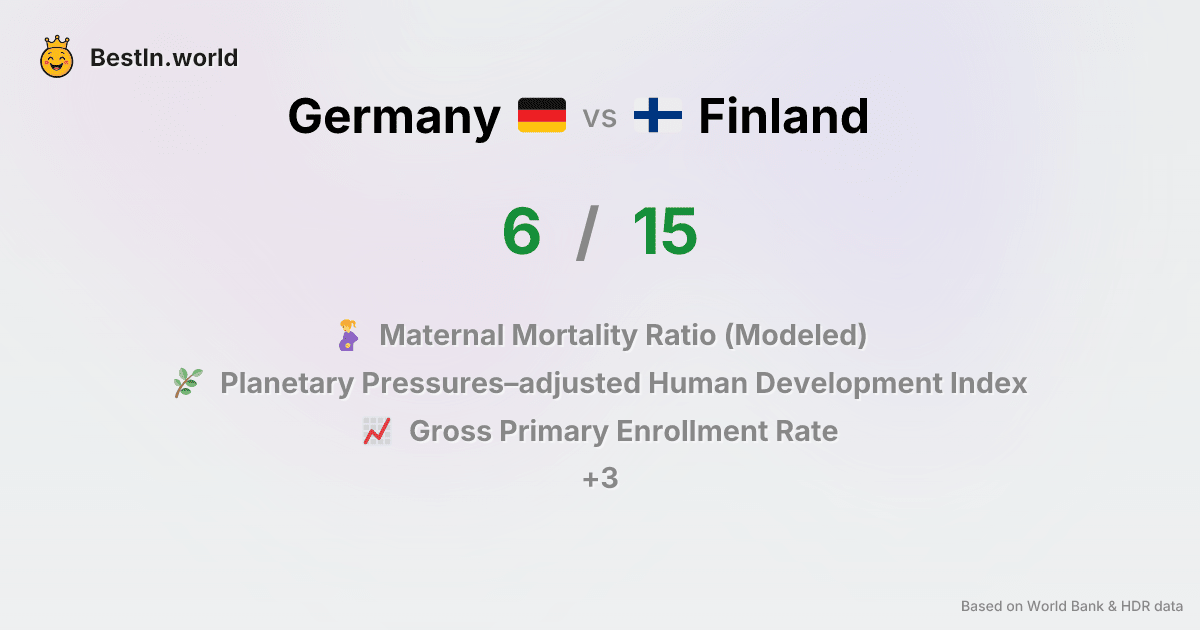 BestIn.world
Germany vs Finland
6 / 15
Maternal Mortality Ratio (Modeled)
Planetary Pressures–adjusted Human Development Index
Gross Primary Enrollment Rate
+3
Based on World Bank & HDR data